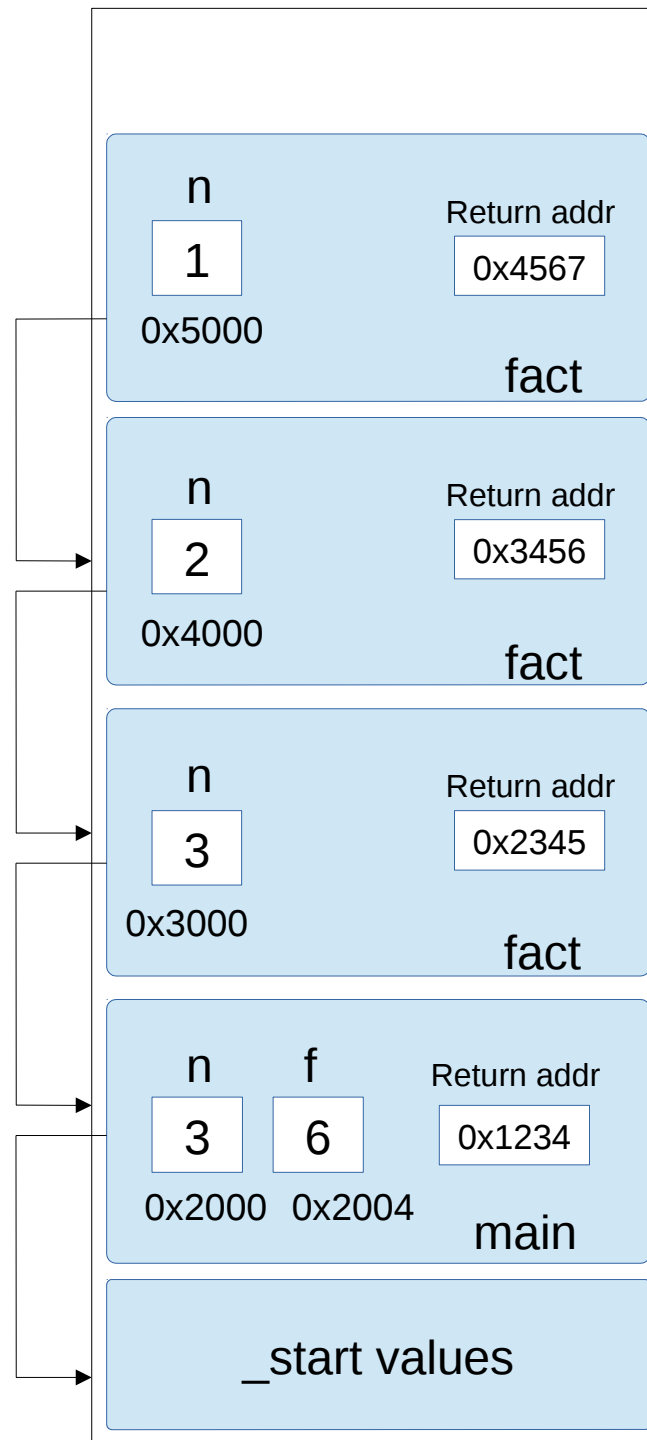 n
Return addr
1
0x4567
0x5000
fact
n
Return addr
2
0x3456
0x4000
fact
n
Return addr
3
0x2345
0x3000
fact
n f
Return addr
3 6
0x1234
0x2000 0x2004
main
_start values